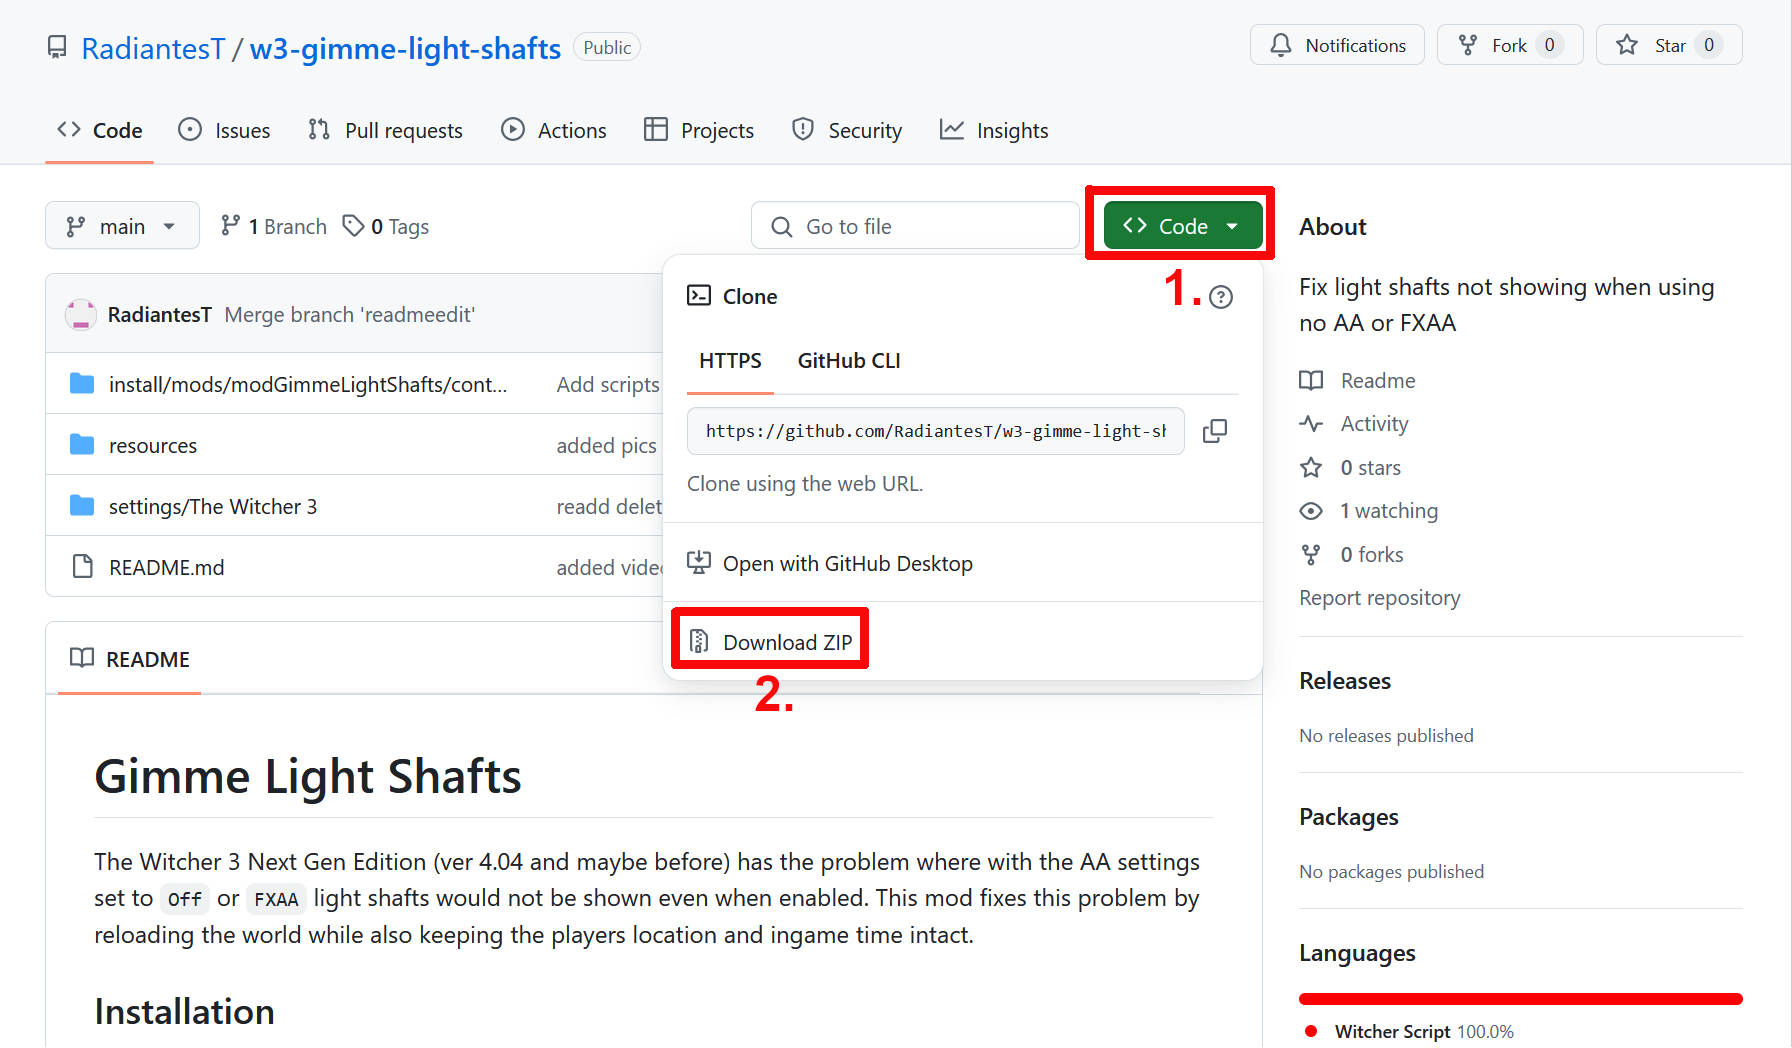 RadiantesT / w3-gimme-light-shafts Public
Notifications Fork 0 Star 0
Code Issues Pull requests Actions Projects Security Insights
main 1 Branch 0 Tags Go to file Code
1.
RadiantesT Merge branch 'readmeedit'
install/mods/modGimmeLightShafts/cont... Add scripts
resources added pics
settings/The Witcher 3 readd delet
README.md added vide
Clone
HTTPS GitHub CLI
https://github.com/RadiantesT/w3-gimme-light-sh
Clone using the web URL.
Open with GitHub Desktop
Download ZIP
2.
README
Gimme Light Shafts
The Witcher 3 Next Gen Edition (ver 4.04 and maybe before) has the problem where with the AA settings
set to Off or FXAA light shafts would not be shown even when enabled. This mod fixes this problem by
reloading the world while also keeping the players location and ingame time intact.
Installation
About
Fix light shafts not showing when using
no AA or FXAA
Readme
Activity
0 stars
1 watching
0 forks
Report repository
Releases
No releases published
Packages
No packages published
Languages
Witcher Script 100.0%